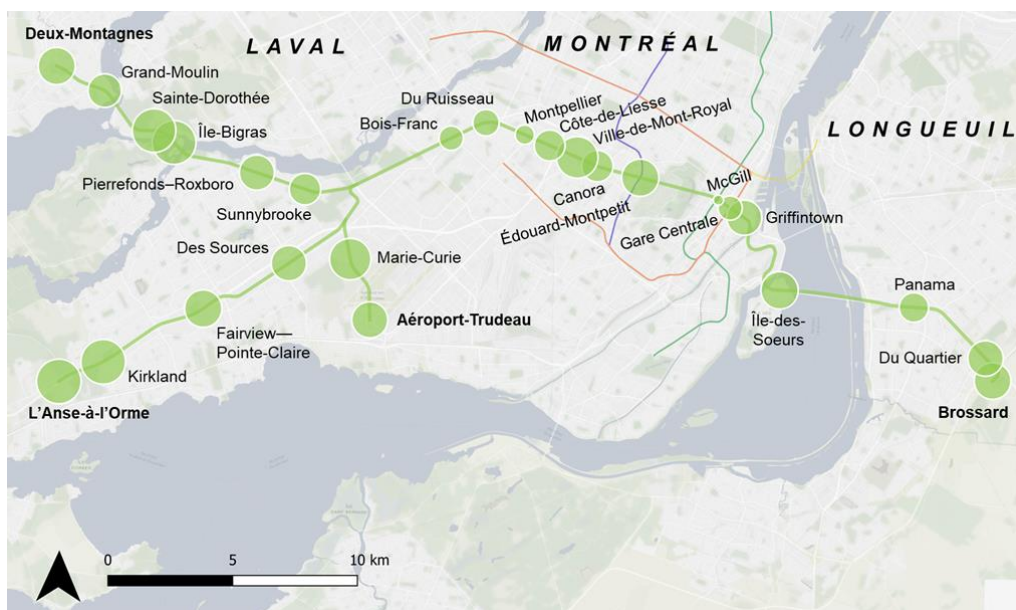 Deux-Montagnes
LAVAL
MONTRÉAL
Grand-Moulin
Sainte-Dorothée
Île-Bigras
Du Ruisseau
Bois-Franc
Montpellier
Côte-de-Liesse
Ville-de-Mont-Royal
LONGUEUIL
Pierrefonds–Roxboro
Sunnybrooke
Canora
Édouard-Montpetit
McGill
Gare Centrale
Griffintown
Des Sources
Marie-Curie
Aéroport-Trudeau
Panama
Île-des-
Soeurs
Fairview—
Pointe-Claire
Du Quartier
Kirkland
L'Anse-à-l'Orme
Brossard
0 5 10 km